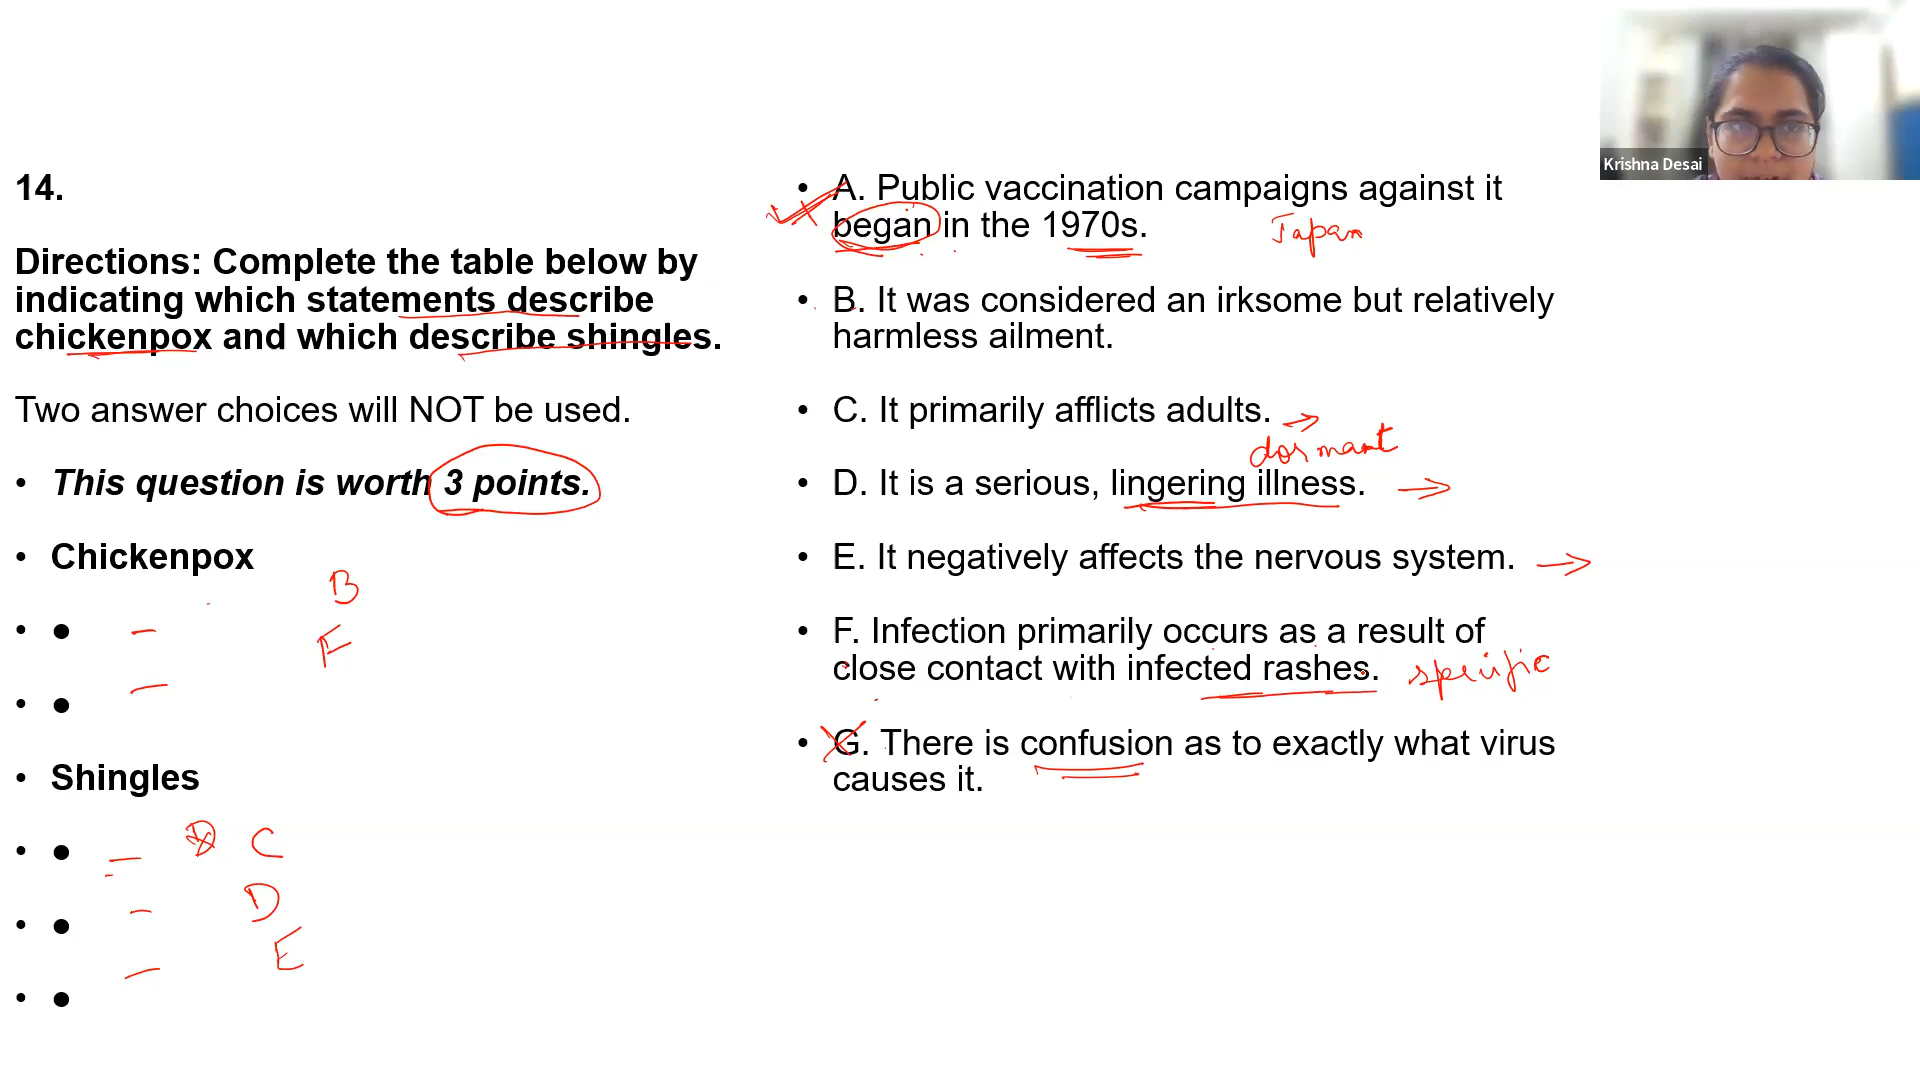 Krishna Desai
14.
Directions: Complete the table below by
indicating which statements describe
chickenpox and which describe shingles.
Two answer choices will NOT be used.
• This question is worth 3 points.
• Chickenpox
B
• ●
F
• ●
• Shingles
• ● D C
• ● D
E
• ●
• A. Public vaccination campaigns against it
began in the 1970s.
Japan
• B. It was considered an irksome but relatively
harmless ailment.
• C. It primarily afflicts adults. →
dormant
• D. It is a serious, lingering illness. →
• E. It negatively affects the nervous system. →
• F. Infection primarily occurs as a result of
close contact with infected rashes. specific
• G. There is confusion as to exactly what virus
causes it.